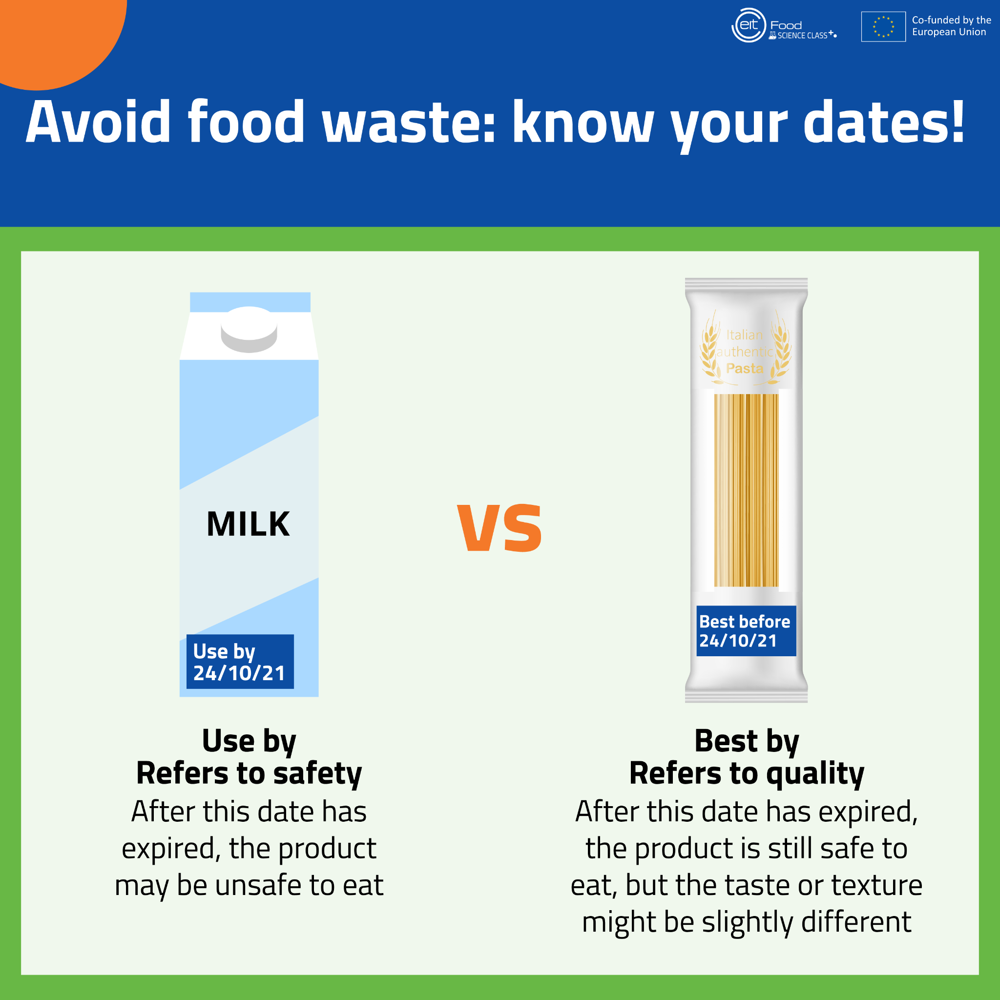 eit Food
SCIENCE CLASS
Co-funded by the
European Union
Avoid food waste: know your dates!
MILK
Use by
24/10/21
vs
Italian
authentic
Pasta
Best before
24/10/21
Use by
Refers to safety
After this date has
expired, the product
may be unsafe to eat
Best by
Refers to quality
After this date has expired,
the product is still safe to
eat, but the taste or texture
might be slightly different